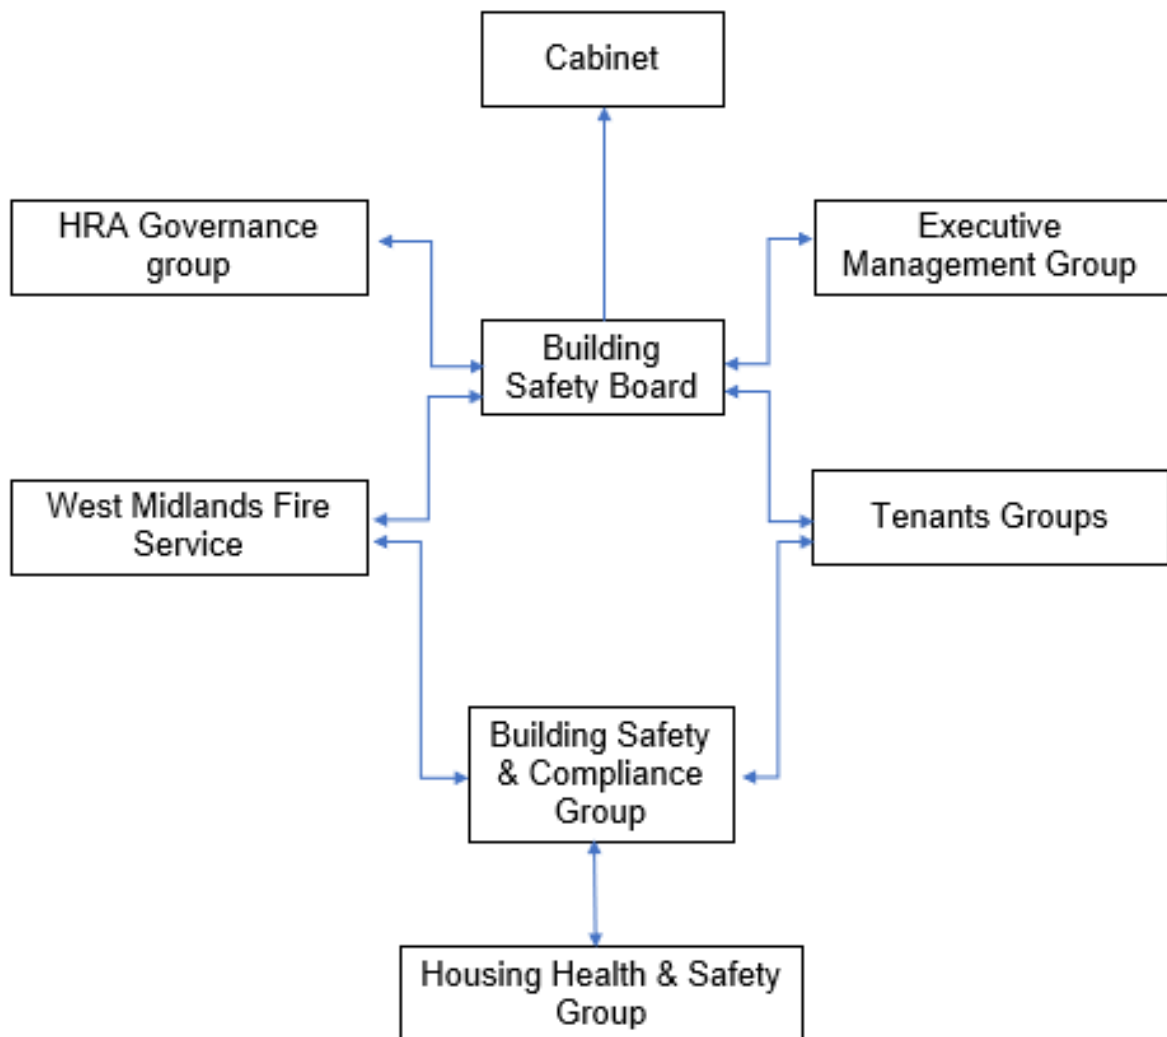 Cabinet
HRA Governance
group
Executive
Management Group
Building
Safety Board
West Midlands Fire
Service
Tenants Groups
Building Safety
& Compliance
Group
Housing Health & Safety
Group